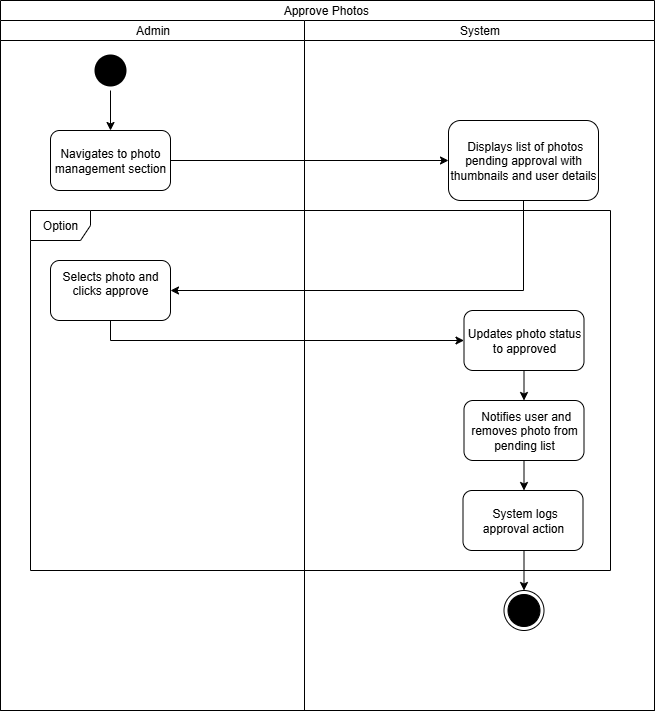 Approve Photos
Admin
System
Navigates to photo
management section
Displays list of photos
pending approval with
thumbnails and user details
Option
Selects photo and
clicks approve
Updates photo status
to approved
Notifies user and
removes photo from
pending list
System logs
approval action